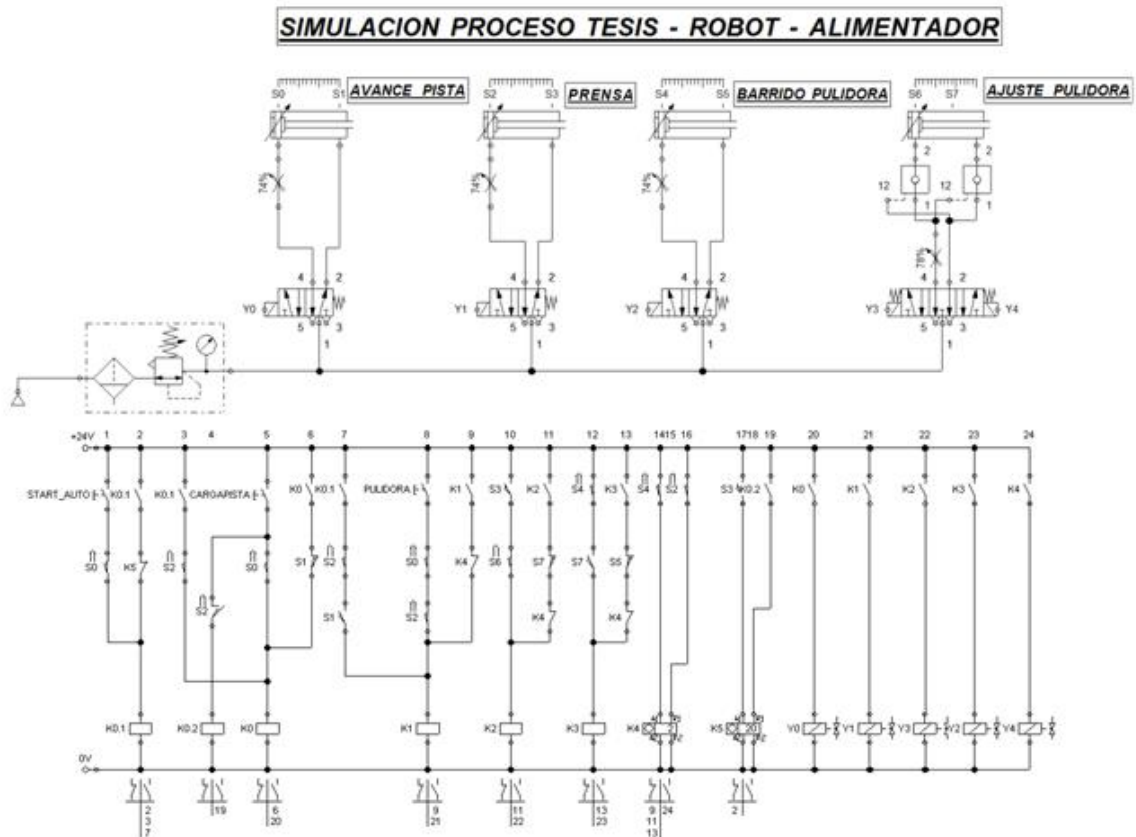 SIMULACION PROCESO TESIS - ROBOT - ALIMENTADOR
S0 S1 AVANCE PISTA S2 S3 PRENSA S4 S5 BARRIDO PULIDORA S6 S7 AJUSTE PULIDORA
2 2
74% 74% 74% 12 12
1 1
78%
4 2 4 2 4 2 4 2
Y0 Y1 Y2 Y3 Y4
5 3 5 3 5 3 5 3
1 1 1 1
+24V 1 2 3 4 5 6 7 8 9 10 11 12 13 14 15 16 17 18 19 20 21 22 23 24
START_AUTO K0.1 K0.1 CARGAPISTA K0 K0.1 PULIDORA K1 S3 K2 S4 K3 S4 S2 S3 K0.2 K0 K1 K2 K3 K4
S0 K5 S2 S0 S1 S2 S0 K4 S6 S7 S7 S5
S2 S1 S2 K4 K4
K0.1 K0.2 K0 K1 K2 K3 K4 2 K5 20 Y0 Y1 Y3 Y2 Y4
0V
2 19 6 9 11 13 9 24 2
3 20 21 22 23 11
7 13